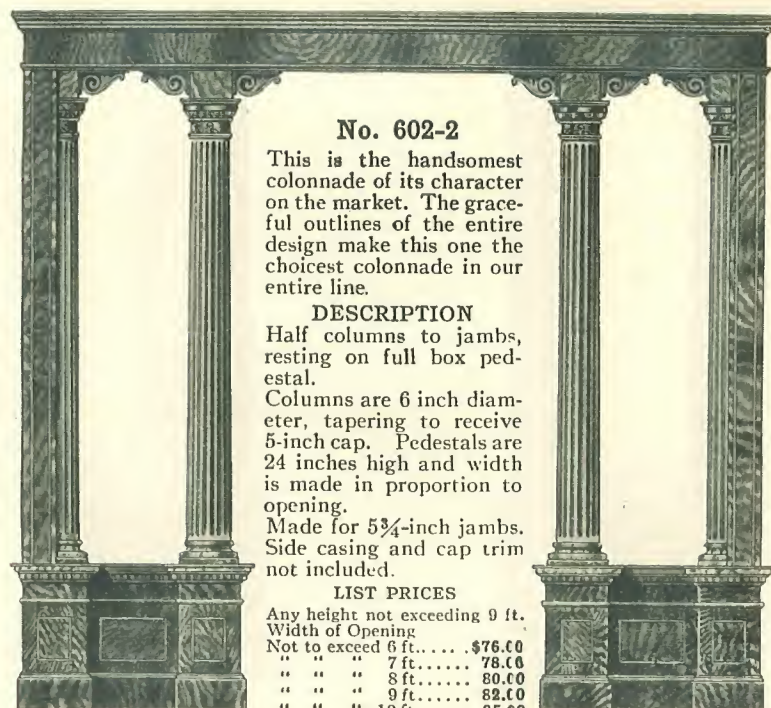 No. 602-2
This is the handsomest
colonnade of its character
on the market. The grace-
ful outlines of the entire
design make this one the
choicest colonnade in our
entire line.
DESCRIPTION
Half columns to jambs,
resting on full box ped-
estal.
Columns are 6 inch diam-
eter, tapering to receive
5-inch cap. Pedestals are
24 inches high and width
is made in proportion to
opening.
Made for 5¾-inch jambs.
Side casing and cap trim
not included.
LIST PRICES
Any height not exceeding 9 ft.
Width of Opening
Not to exceed 6 ft......$76.00
" " " 7 ft...... 78.00
" " " 8 ft...... 80.00
" " " 9 ft...... 82.00